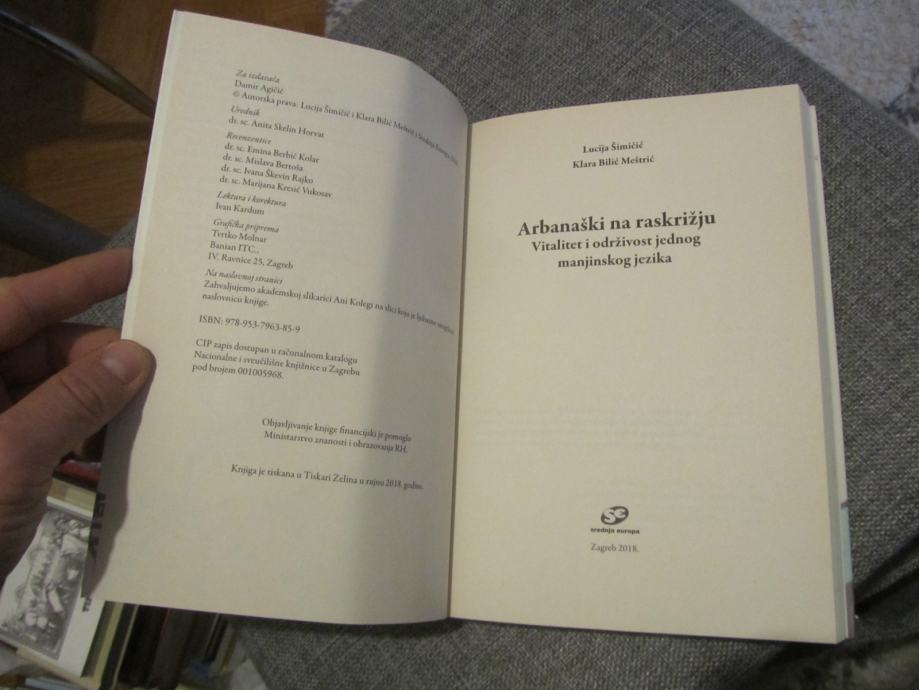 Za izdavača
Damir Agičić
© Autorska prava: Lucija Šimičić i Klara Bilić Meštrić i Srednja Europa
Urednik
dr. sc. Anita Skelin Horvat
Recenzentice
dr. sc. Emina Berbić Kolar
dr. sc. Mislava Bertoša
dr. sc. Ivana Škevin Rajko
dr. sc. Marijana Kresić Vukosav
Lektura i korektura
Ivan Kardum
Grafička priprema
Tvrtko Molnar
Banian ITC.,
IV. Ravnice 25, Zagreb
Na naslovnoj stranici
Zahvaljujemo akademskoj slikarici Ani Kolegi na slici koja je ljubazno
naslovnicu knjige.
ISBN: 978-953-7963-85-9
CIP zapis dostupan u računalnom katalogu
Nacionalne i sveučilišne knjižnice u Zagrebu
pod brojem 001005968.
Objavljivanje knjige financijski je pomoglo
Ministarstvo znanosti i obrazovanja RH.
Knjiga je tiskana u Tiskari Zelina u rujnu 2018. godine.
Lucija Šimičić
Klara Bilić Meštrić
Arbanaški na raskrižju
Vitalitet i održivost jednog
manjinskog jezika
srednja europa
Zagreb 2018.